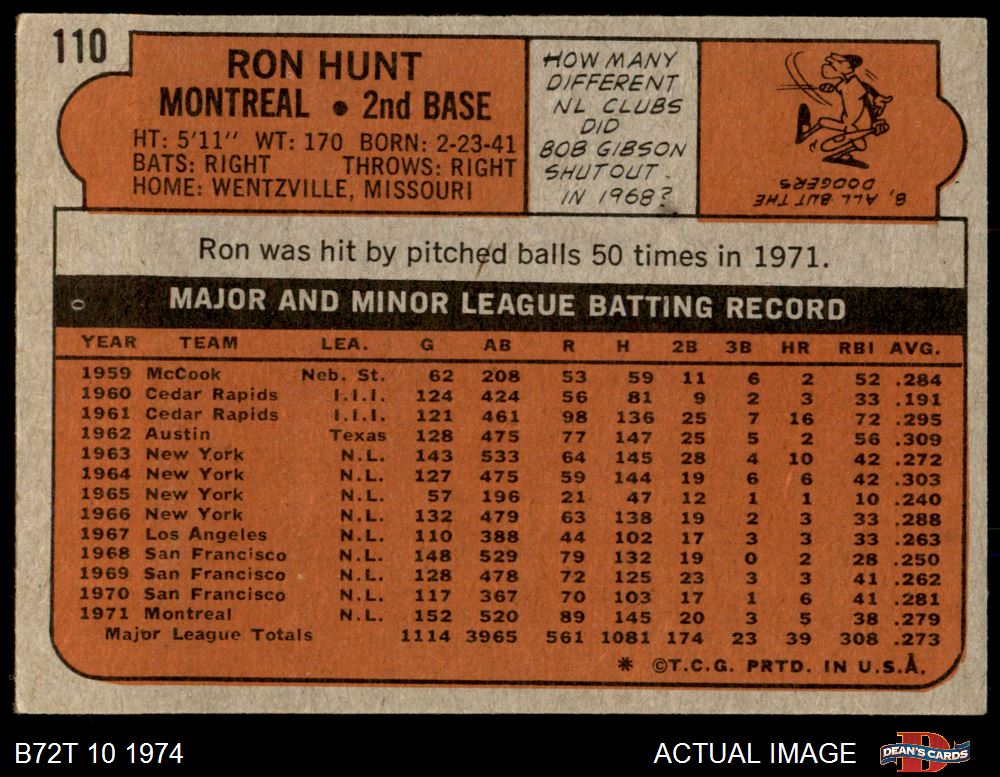 110
RON HUNT
MONTREAL • 2nd BASE
HT: 5'11" WT: 170 BORN: 2-23-41
BATS: RIGHT THROWS: RIGHT
HOME: WENTZVILLE, MISSOURI
HOW MANY
DIFFERENT
NL CLUBS
DID
BOB GIBSON
SHUTOUT
IN 1968?
8, ALL BUT THE
DODGERS
Ron was hit by pitched balls 50 times in 1971.
MAJOR AND MINOR LEAGUE BATTING RECORD
YEAR TEAM LEA. G AB R H 2B 3B HR RBI AVG.
1959 McCook Neb. St. 62 208 53 59 11 6 2 52 .284
1960 Cedar Rapids I.I.I. 124 424 56 81 9 2 3 33 .191
1961 Cedar Rapids I.I.I. 121 461 98 136 25 7 16 72 .295
1962 Austin Texas 128 475 77 147 25 5 2 56 .309
1963 New York N.L. 143 533 64 145 28 4 10 42 .272
1964 New York N.L. 127 475 59 144 19 6 6 42 .303
1965 New York N.L. 57 196 21 47 12 1 1 10 .240
1966 New York N.L. 132 479 63 138 19 2 3 33 .288
1967 Los Angeles N.L. 110 388 44 102 17 3 3 33 .263
1968 San Francisco N.L. 148 529 79 132 19 0 2 28 .250
1969 San Francisco N.L. 128 478 72 125 23 3 3 41 .262
1970 San Francisco N.L. 117 367 70 103 17 1 6 41 .281
1971 Montreal N.L. 152 520 89 145 20 3 5 38 .279
Major League Totals 1114 3965 561 1081 174 23 39 308 .273
* ©T.C.G. PRTD. IN U.S.A.
B72T 10 1974
ACTUAL IMAGE
DEAN'S CARDS